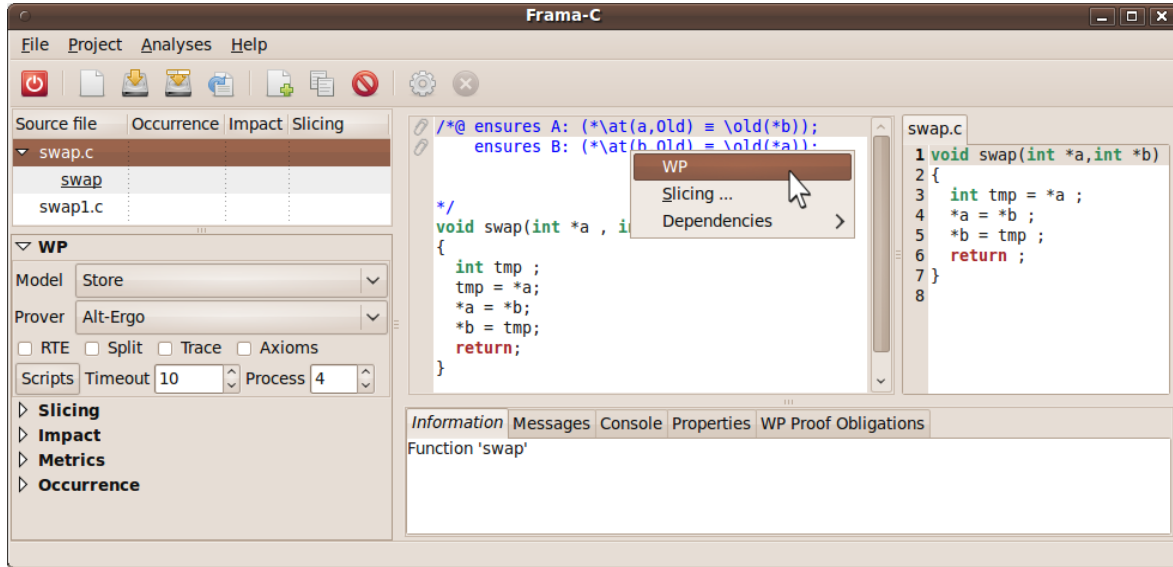 Frama-C
File Project Analyses Help
Source file Occurrence Impact Slicing
swap.c
swap
swap1.c
WP
Model Store
Prover Alt-Ergo
RTE Split Trace Axioms
Scripts Timeout 10 Process 4
Slicing
Impact
Metrics
Occurrence
/*@ ensures A: (*\at(a,Old) ≡ \old(*b));
ensures B: (*\at(b,Old) ≡ \old(*a));
*/
void swap(int *a , i
{
int tmp ;
tmp = *a;
*a = *b;
*b = tmp;
return;
}
WP
Slicing ...
Dependencies
swap.c
1 void swap(int *a,int *b)
2 {
3 int tmp = *a ;
4 *a = *b ;
5 *b = tmp ;
6 return ;
7 }
8
Information Messages Console Properties WP Proof Obligations
Function 'swap'